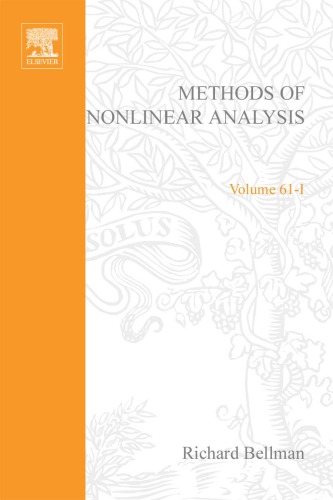 ELSEVIER
METHODS OF
NONLINEAR ANALYSIS
Volume 61-I
SOLUS
Richard Bellman